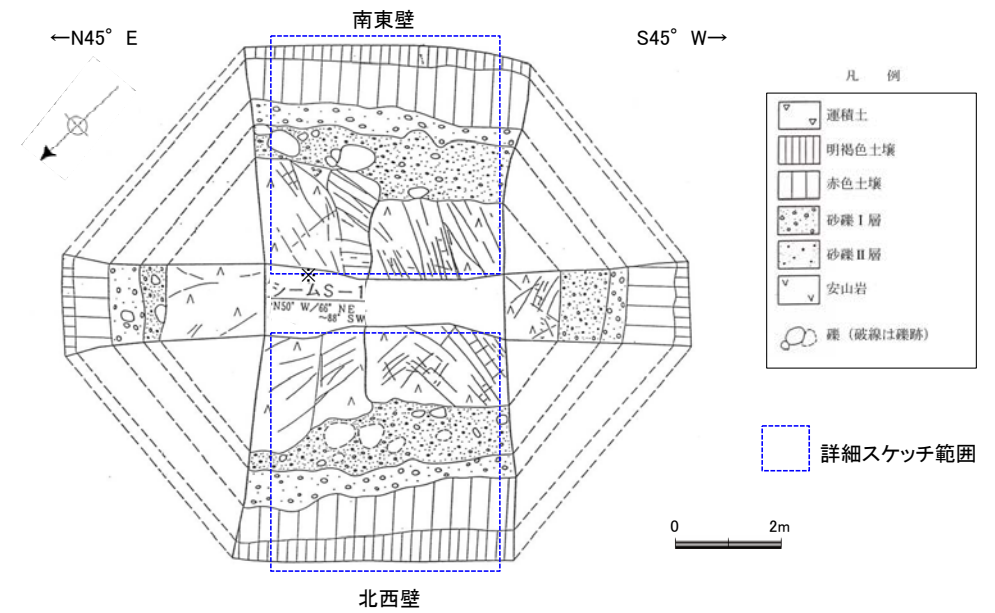 南東壁
←N45° E
S45° W→
凡 例
運積土
明褐色土壌
赤色土壌
砂礫Ⅰ層
砂礫Ⅱ層
安山岩
礫（破線は礫跡）
※
シームS-1
N50° W/66° NE
～88° SW
詳細スケッチ範囲
0 2m
北西壁